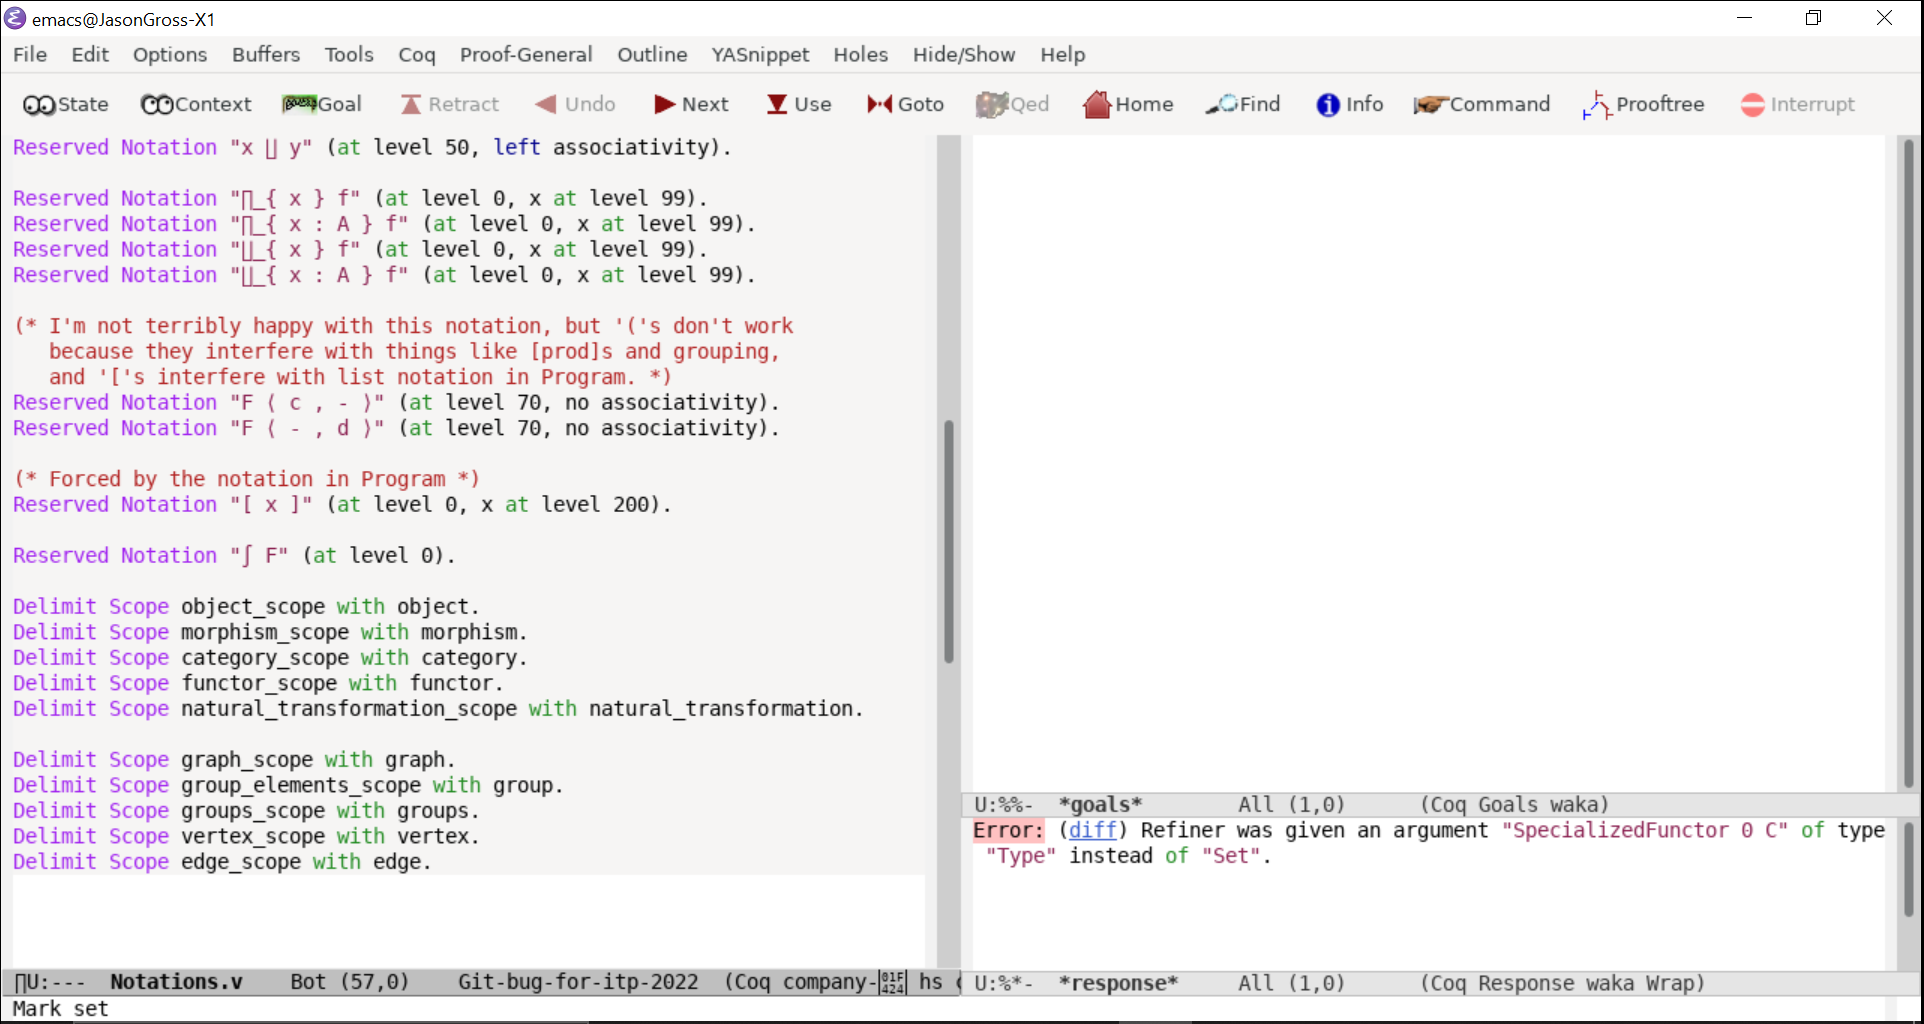 emacs@JasonGross-X1
File Edit Options Buffers Tools Coq Proof-General Outline YASnippet Holes Hide/Show Help
State Context Goal Retract Undo Next Use Goto Qed Home Find Info Command Prooftree Interrupt
Reserved Notation "x ∐ y" (at level 50, left associativity).
Reserved Notation "∏_{ x } f" (at level 0, x at level 99).
Reserved Notation "∏_{ x : A } f" (at level 0, x at level 99).
Reserved Notation "∐_{ x } f" (at level 0, x at level 99).
Reserved Notation "∐_{ x : A } f" (at level 0, x at level 99).
(* I'm not terribly happy with this notation, but '('s don't work
because they interfere with things like [prod]s and grouping,
and '['s interfere with list notation in Program. *)
Reserved Notation "F ⟨ c , - ⟩" (at level 70, no associativity).
Reserved Notation "F ⟨ - , d ⟩" (at level 70, no associativity).
(* Forced by the notation in Program *)
Reserved Notation "[ x ]" (at level 0, x at level 200).
Reserved Notation "∫ F" (at level 0).
Delimit Scope object_scope with object.
Delimit Scope morphism_scope with morphism.
Delimit Scope category_scope with category.
Delimit Scope functor_scope with functor.
Delimit Scope natural_transformation_scope with natural_transformation.
Delimit Scope graph_scope with graph.
Delimit Scope group_elements_scope with group.
Delimit Scope groups_scope with groups.
Delimit Scope vertex_scope with vertex.
Delimit Scope edge_scope with edge.
∏U:--- Notations.v Bot (57,0) Git-bug-for-itp-2022 (Coq company-01F424 hs
Mark set
U:%%- *goals* All (1,0) (Coq Goals waka)
Error: (diff) Refiner was given an argument "SpecializedFunctor 0 C" of type
"Type" instead of "Set".
U:%*- *response* All (1,0) (Coq Response waka Wrap)